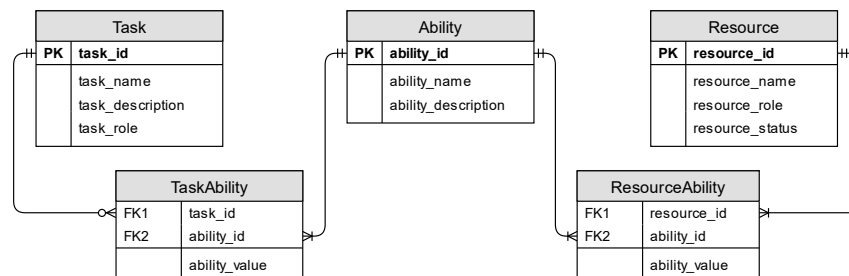 Task
PK task_id
task_name
task_description
task_role
Ability
PK ability_id
ability_name
ability_description
Resource
PK resource_id
resource_name
resource_role
resource_status
TaskAbility
FK1 task_id
FK2 ability_id
ability_value
ResourceAbility
FK1 resource_id
FK2 ability_id
ability_value